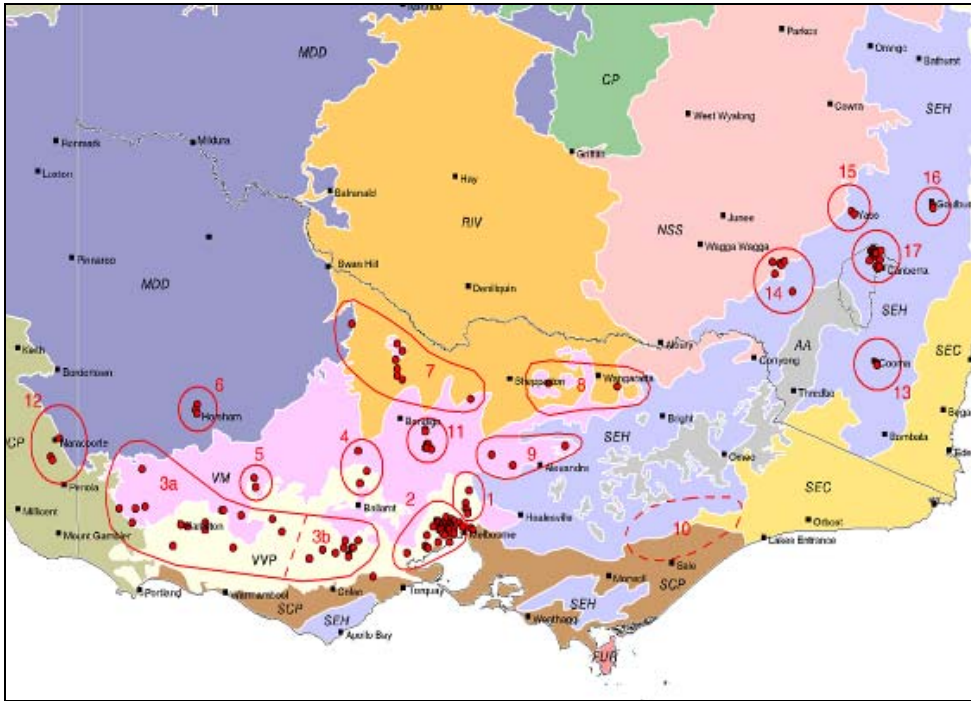 Parkes
Orange
MDD
Bathurst
CP
SEH
Cowra
West Wyalong
Renmark
Mildura
Griffith
Loxton
15
16
Hay
Balranald
Yass
Goulburn
RIV
Junee
NSS
Wagga Wagga
17
Pinnaroo
Swan Hill
Canberra
MDD
Deniliquin
14
SEH
Albury
AA
SEC
Keith
Corryong
Cooma
Bordertown
7
Shepparton
8
Wangaratta
Thredbo
13
6
12
Horsham
Bendigo
Bright
Bega
Naracoorte
11
SEH
Bombala
CP
4
9
Omeo
Eden
5
Alexandra
3a
VM
Penola
2
1
SEC
Millicent
Ballarat
Healesville
Hamilton
3b
10
Orbost
Mount Gambier
Melbourne
Lakes Entrance
VVP
Sale
Portland
Warrnambool
Colac
Torquay
Morwell
SCP
SCP
SEH
SEH
Wonthaggi
Apollo Bay
FUR